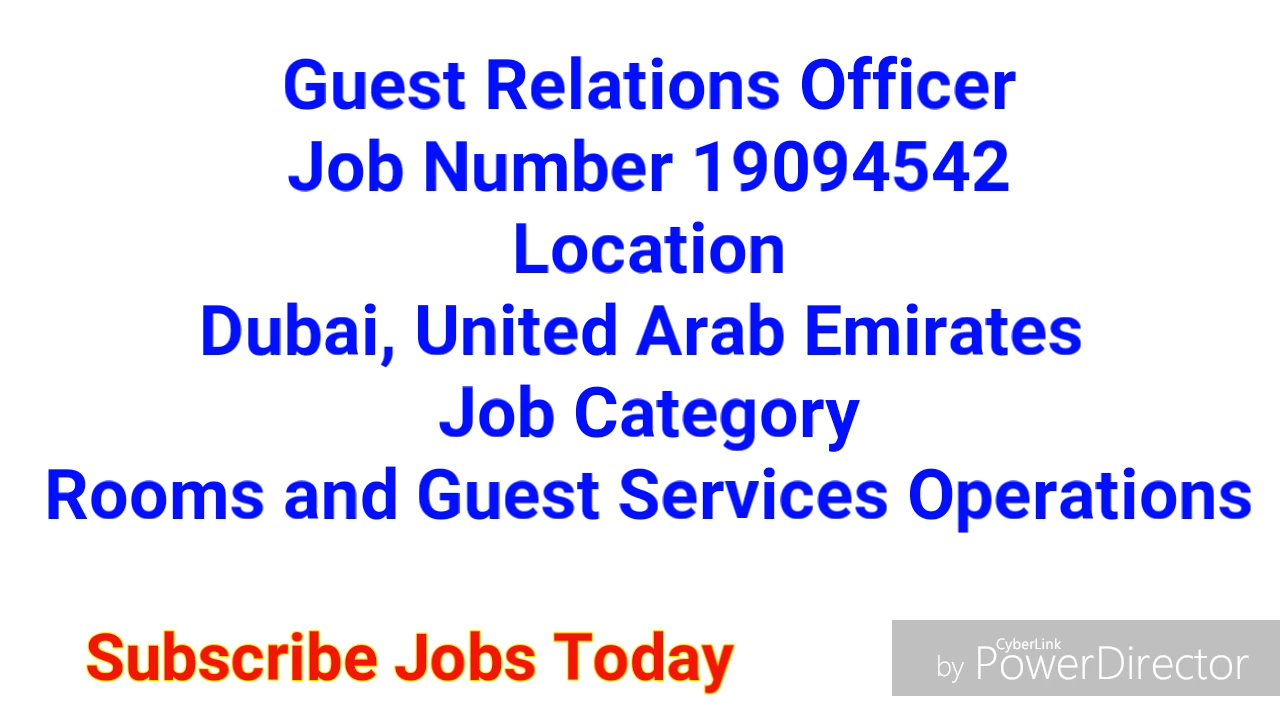 Guest Relations Officer
Job Number 19094542
Location
Dubai, United Arab Emirates
Job Category
Rooms and Guest Services Operations
Subscribe Jobs Today
CyberLink
by PowerDirector